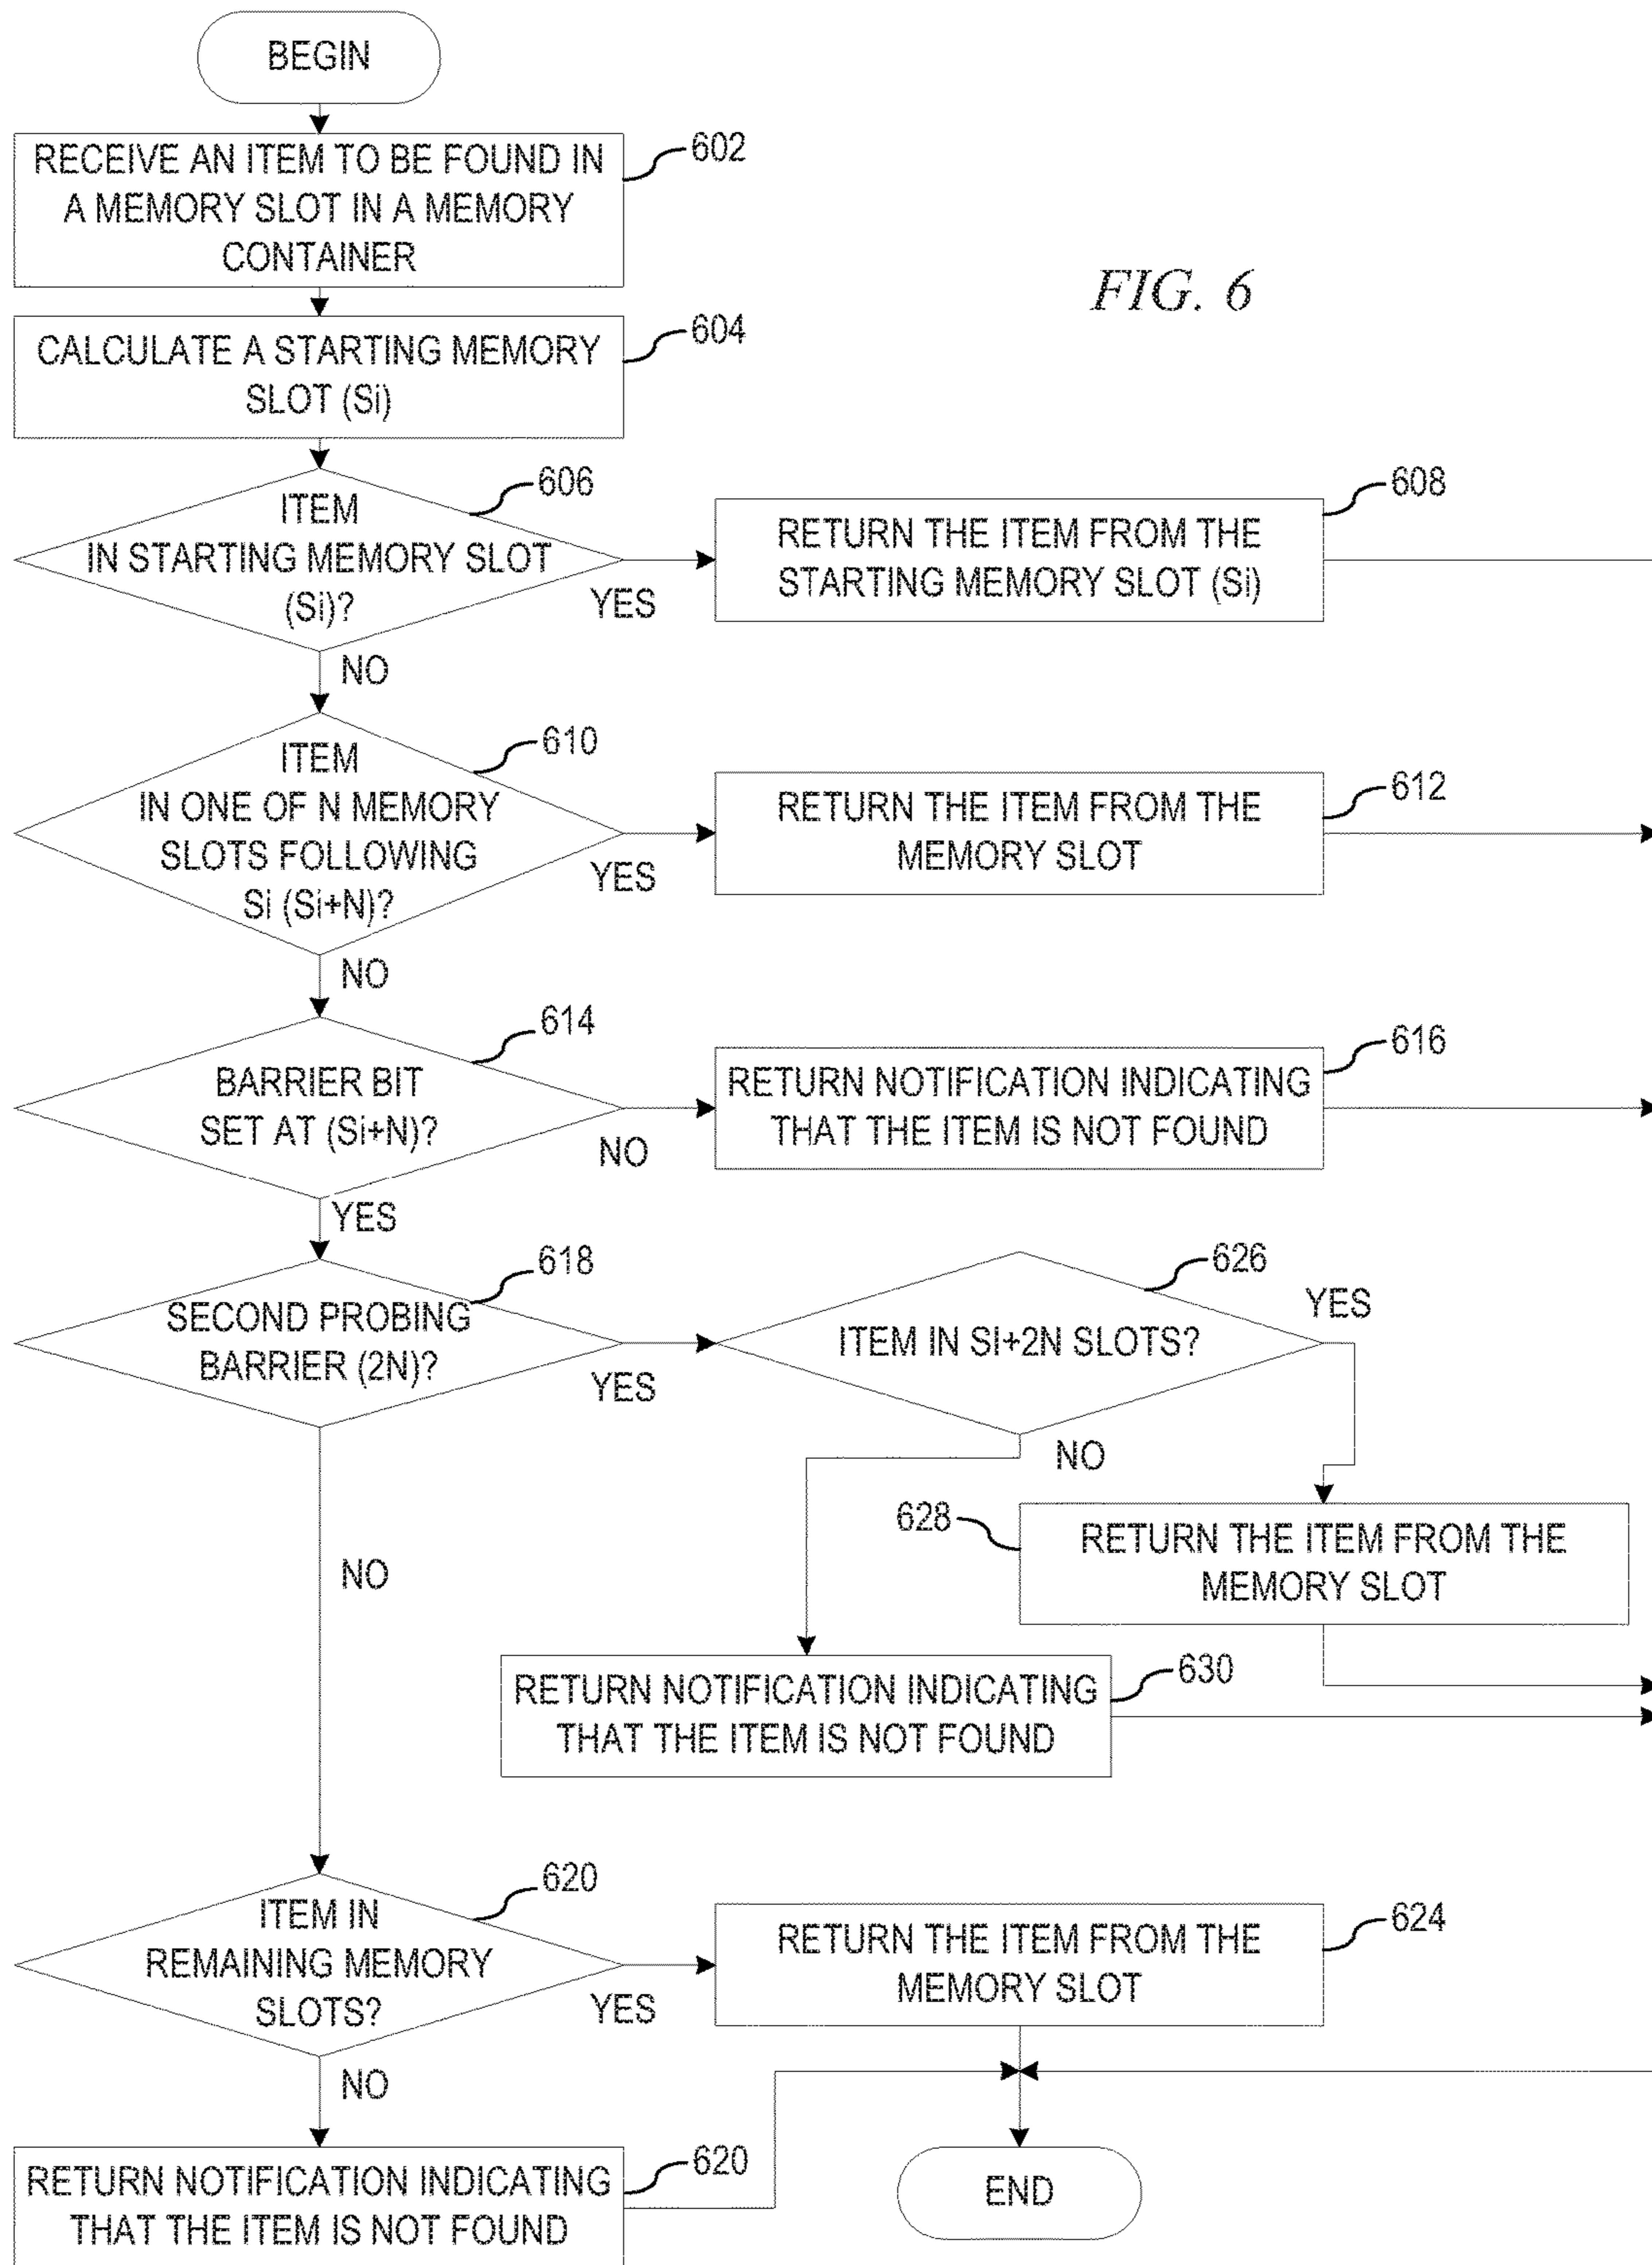 BEGIN
RECEIVE AN ITEM TO BE FOUND IN
A MEMORY SLOT IN A MEMORY
CONTAINER
602
FIG. 6
CALCULATE A STARTING MEMORY
SLOT (Si)
604
ITEM
IN STARTING MEMORY SLOT
(Si)?
606
YES
NO
RETURN THE ITEM FROM THE
STARTING MEMORY SLOT (Si)
608
ITEM
IN ONE OF N MEMORY
SLOTS FOLLOWING
Si (Si+N)?
610
YES
NO
RETURN THE ITEM FROM THE
MEMORY SLOT
612
BARRIER BIT
SET AT (Si+N)?
614
NO
YES
RETURN NOTIFICATION INDICATING
THAT THE ITEM IS NOT FOUND
616
SECOND PROBING
BARRIER (2N)?
618
YES
NO
ITEM IN SI+2N SLOTS?
626
YES
NO
628
RETURN THE ITEM FROM THE
MEMORY SLOT
RETURN NOTIFICATION INDICATING
THAT THE ITEM IS NOT FOUND
630
ITEM IN
REMAINING MEMORY
SLOTS?
620
YES
NO
RETURN THE ITEM FROM THE
MEMORY SLOT
624
RETURN NOTIFICATION INDICATING
THAT THE ITEM IS NOT FOUND
620
END